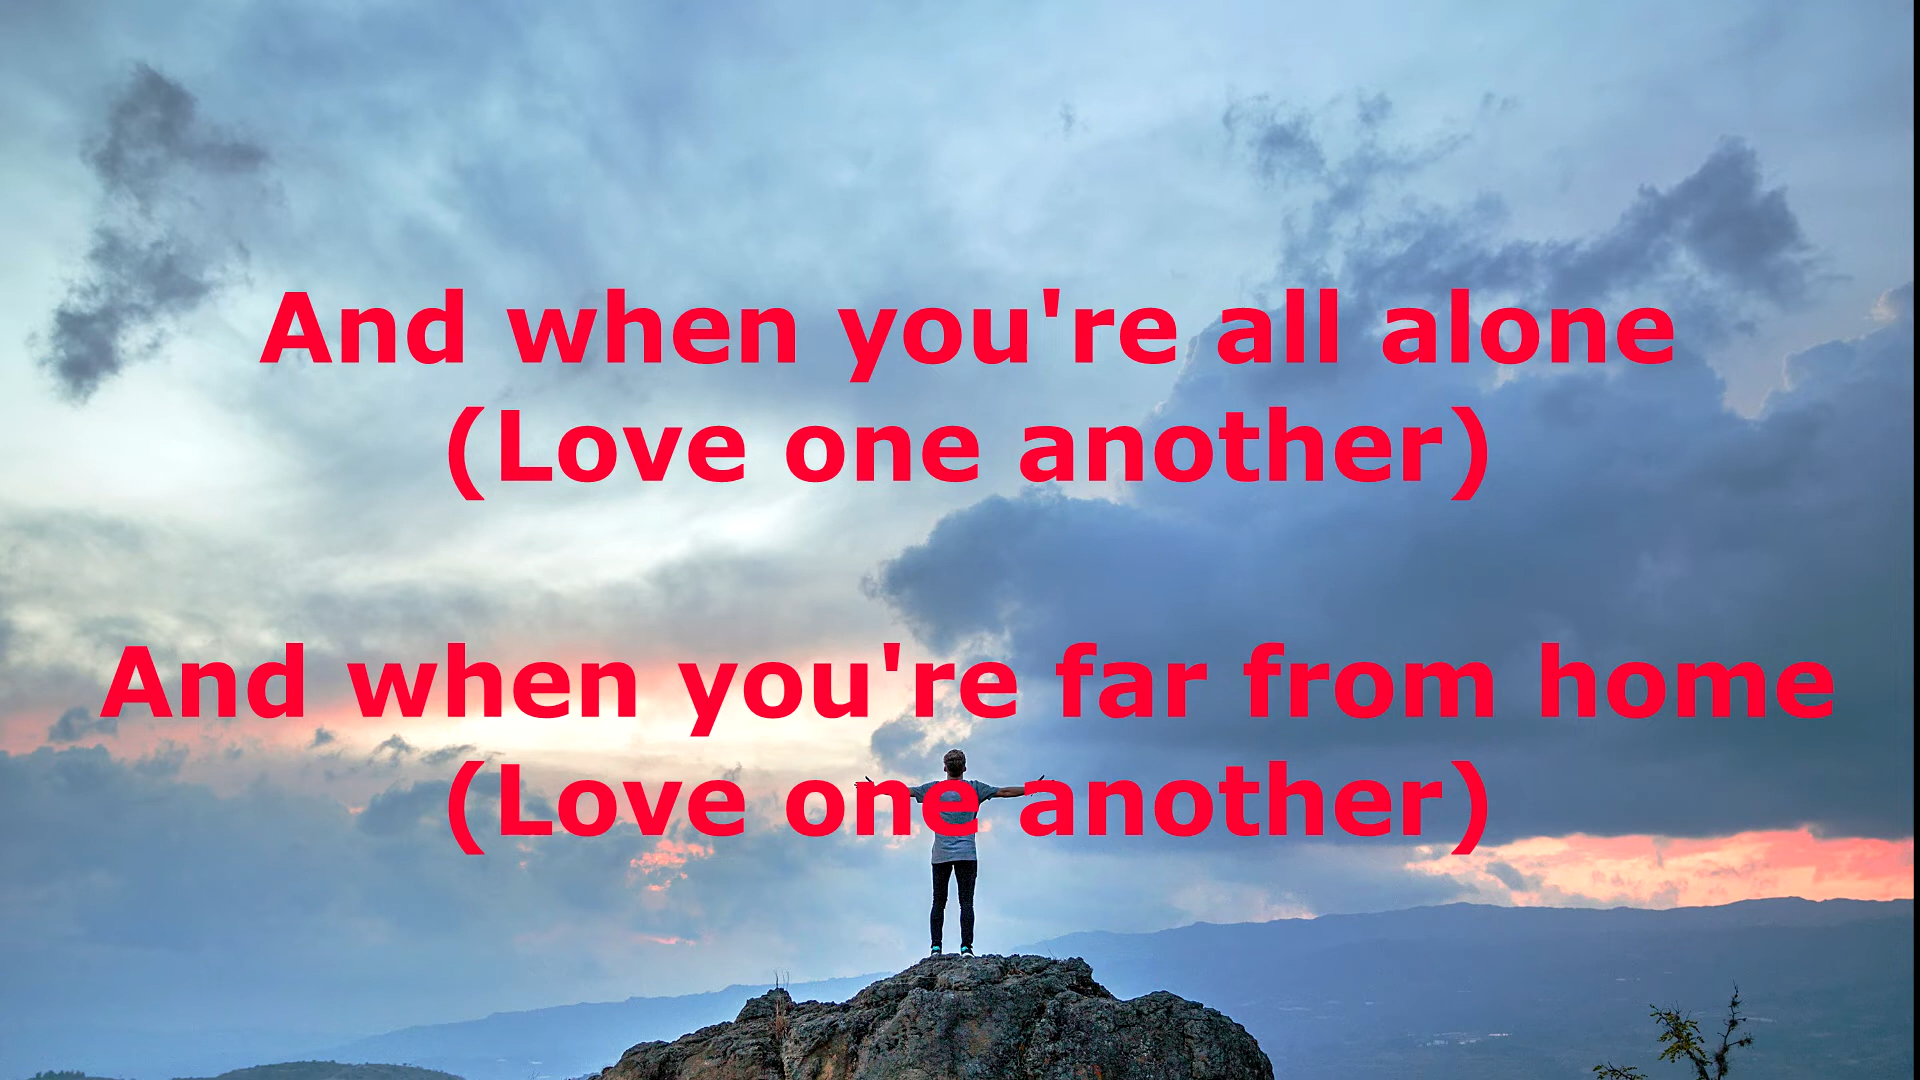 And when you're all alone
(Love one another)
And when you're far from home
(Love one another)